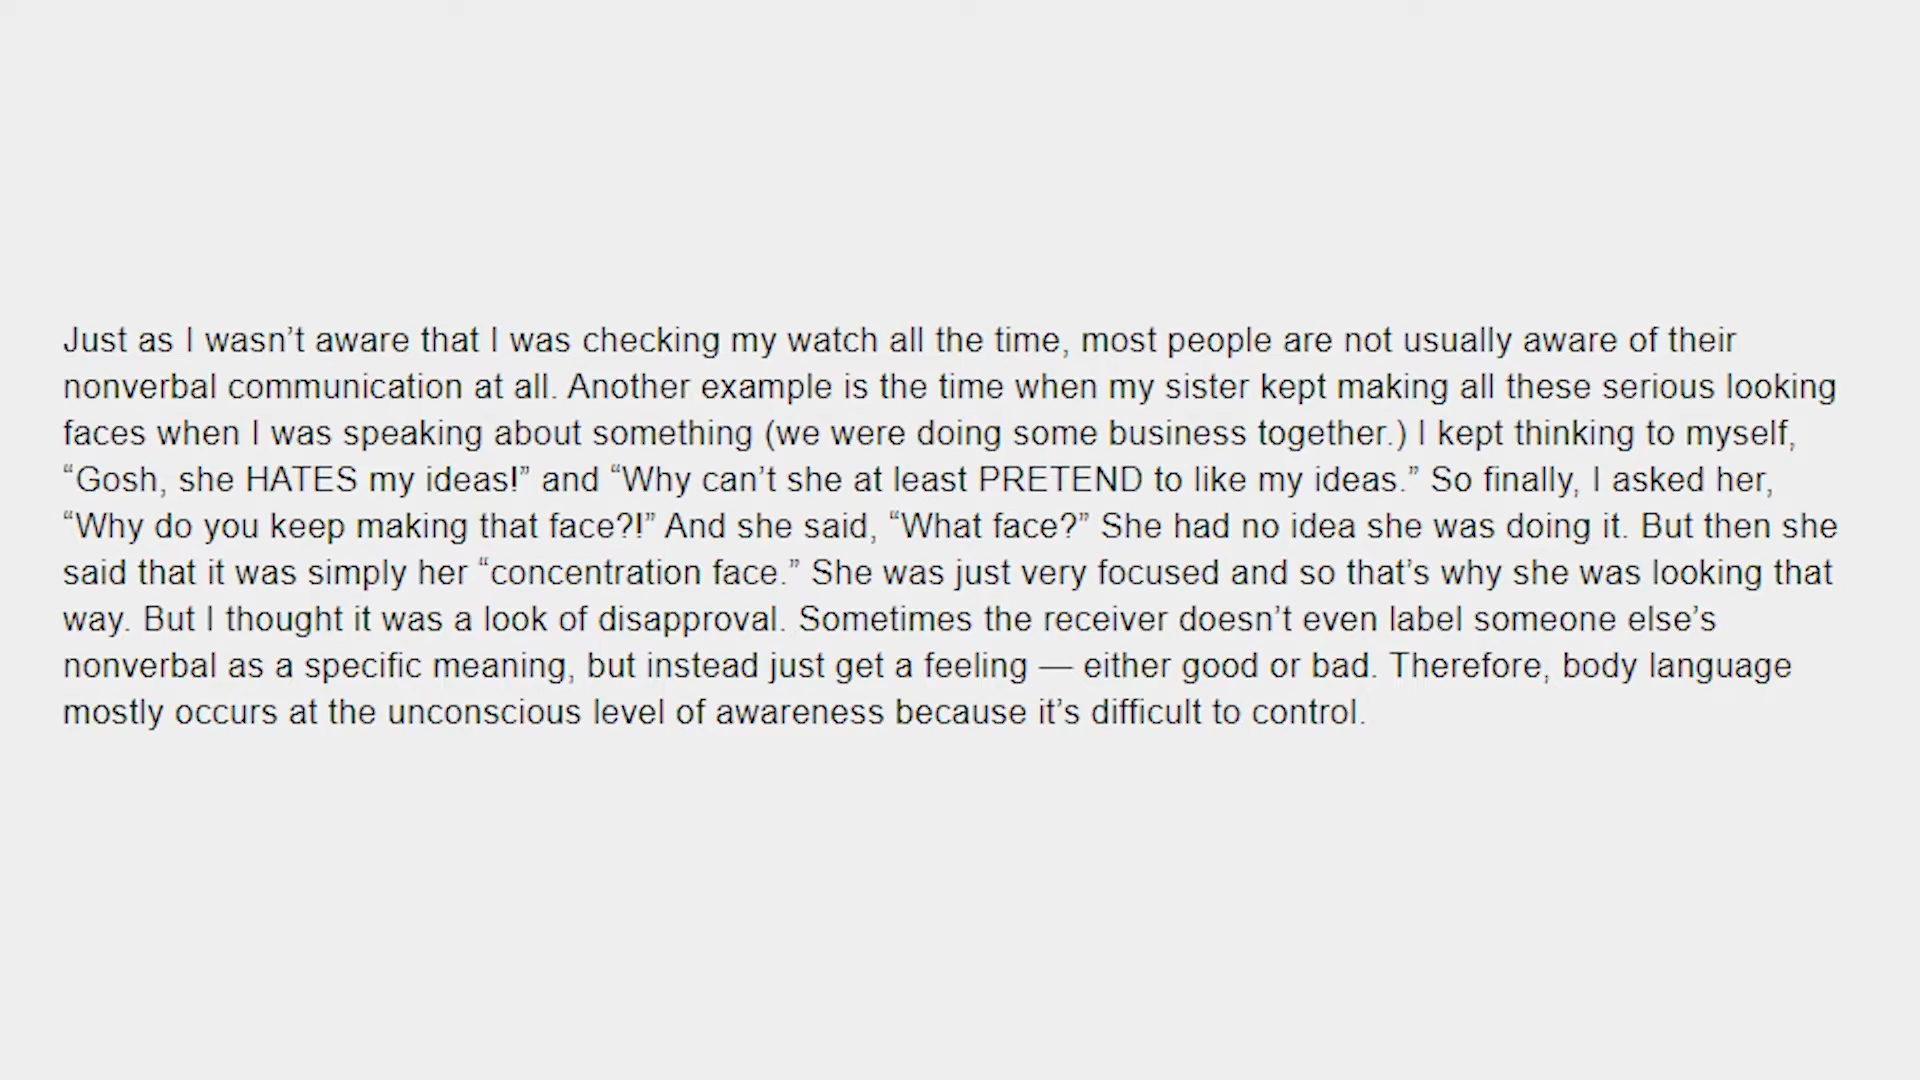 Just as I wasn’t aware that I was checking my watch all the time, most people are not usually aware of their
nonverbal communication at all. Another example is the time when my sister kept making all these serious looking
faces when I was speaking about something (we were doing some business together.) I kept thinking to myself,
“Gosh, she HATES my ideas!” and “Why can’t she at least PRETEND to like my ideas.” So finally, I asked her,
“Why do you keep making that face?!” And she said, “What face?” She had no idea she was doing it. But then she
said that it was simply her “concentration face.” She was just very focused and so that’s why she was looking that
way. But I thought it was a look of disapproval. Sometimes the receiver doesn’t even label someone else’s
nonverbal as a specific meaning, but instead just get a feeling — either good or bad. Therefore, body language
mostly occurs at the unconscious level of awareness because it’s difficult to control.